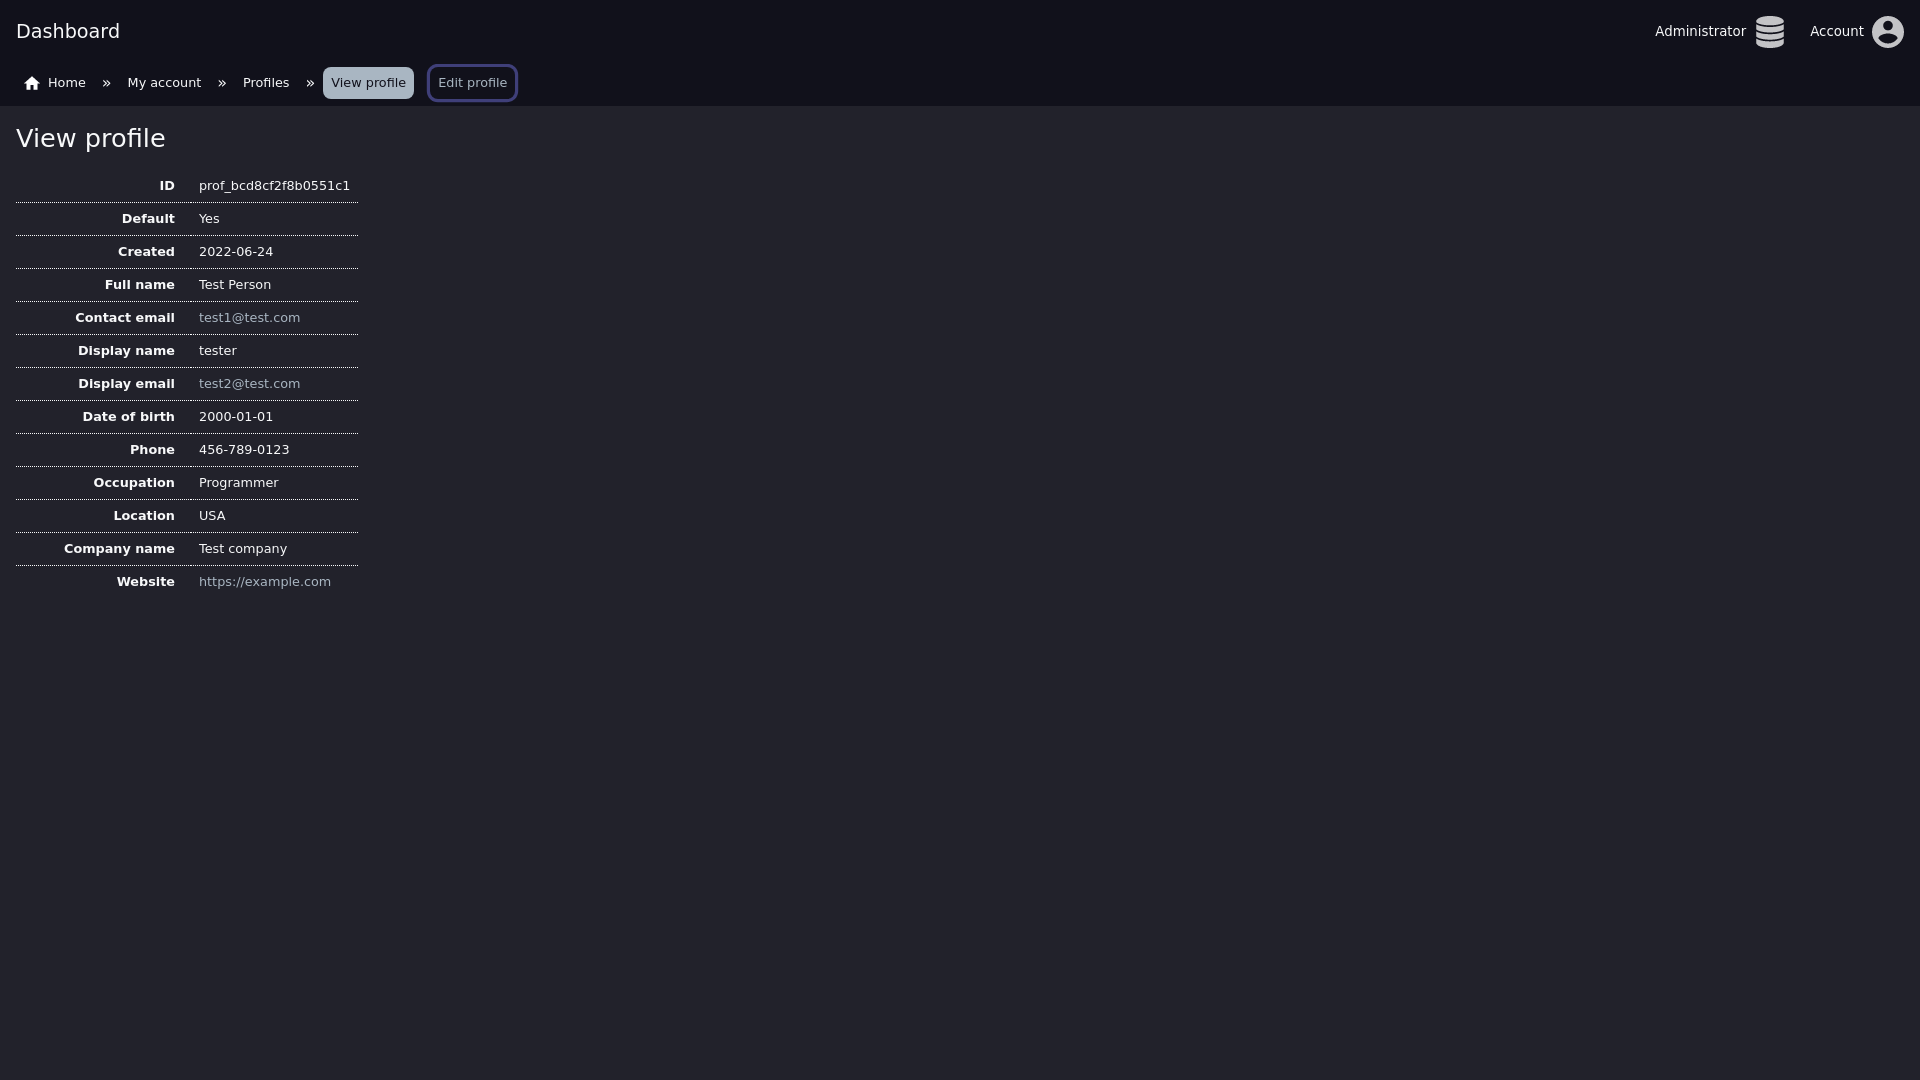 Dashboard
Administrator
Account
Home » My account » Profiles » View profile Edit profile
View profile
ID prof_bcd8cf2f8b0551c1
Default Yes
Created 2022-06-24
Full name Test Person
Contact email test1@test.com
Display name tester
Display email test2@test.com
Date of birth 2000-01-01
Phone 456-789-0123
Occupation Programmer
Location USA
Company name Test company
Website https://example.com